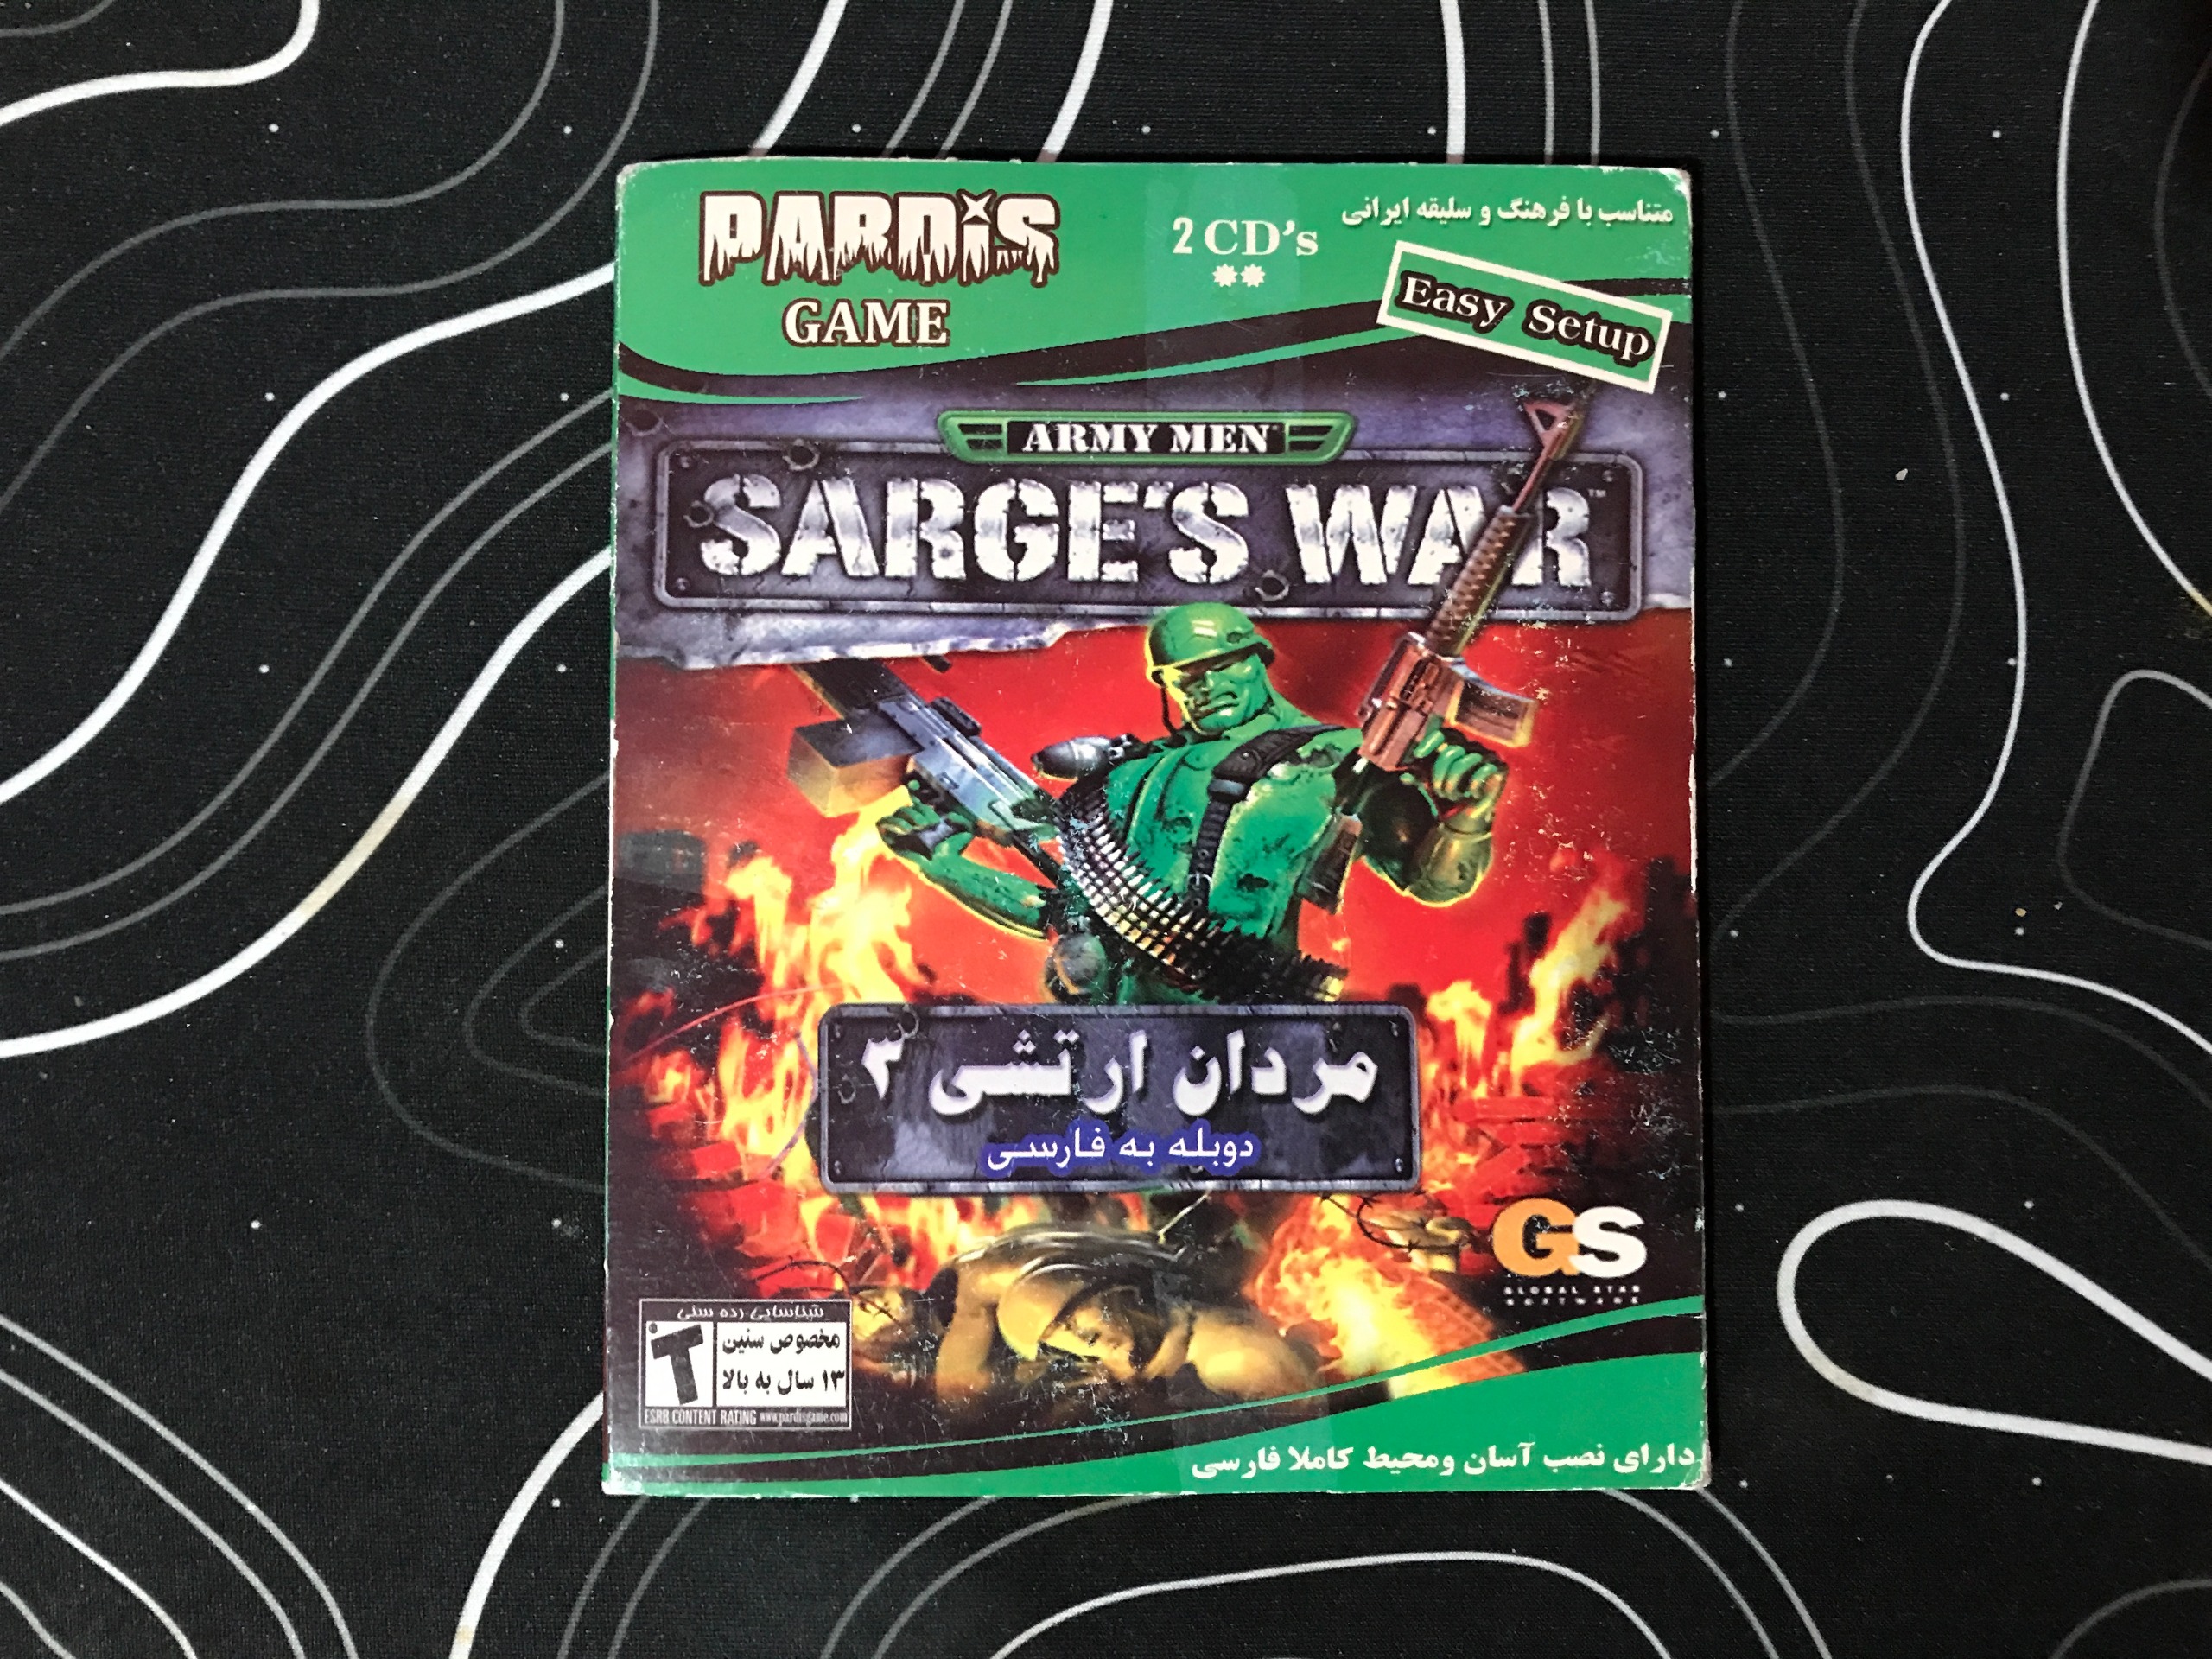 PARDIS
GAME
2 CD's
متناسب با فرهنگ و سلیقه ایرانی
Easy Setup
ARMY MEN
SARGE'S WAR™
مردان ارتشی ۳
دوبله به فارسی
GS
GLOBAL STAR
SOFTWARE
شناسایی رده سنی
T
مخصوص سنین
۱۳ سال به بالا
ESRB CONTENT RATING www.pardisgame.com
دارای نصب آسان ومحیط کاملا فارسی